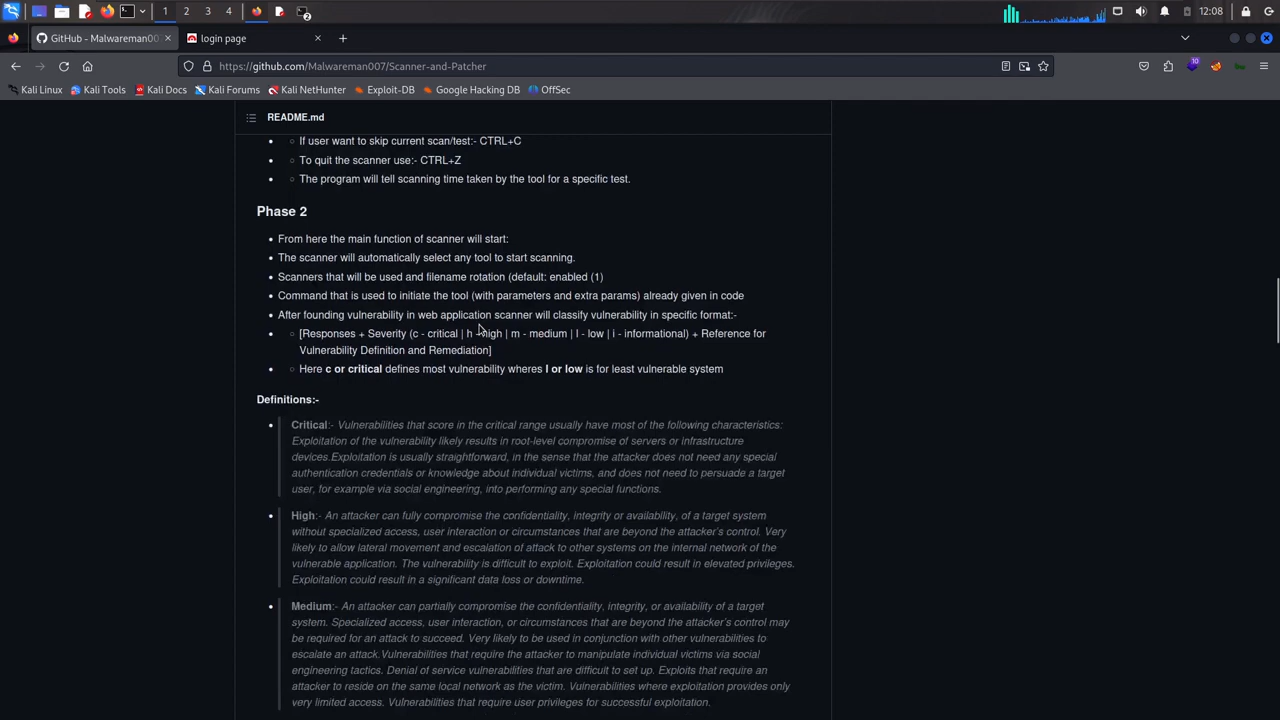 1 2 3 4 2 12:08
GitHub - Malwareman007 login page
https://github.com/Malwareman007/Scanner-and-Patcher 10
Kali Linux Kali Tools Kali Docs Kali Forums Kali NetHunter Exploit-DB Google Hacking DB OffSec
README.md
If user want to skip current scan/test:- CTRL+C
To quit the scanner use:- CTRL+Z
The program will tell scanning time taken by the tool for a specific test.
Phase 2
From here the main function of scanner will start:
The scanner will automatically select any tool to start scanning.
Scanners that will be used and filename rotation (default: enabled (1)
Command that is used to initiate the tool (with parameters and extra params) already given in code
After founding vulnerability in web application scanner will classify vulnerability in specific format:-
[Responses + Severity (c - critical | h - high | m - medium | l - low | i - informational) + Reference for
Vulnerability Definition and Remediation]
Here c or critical defines most vulnerability wheres l or low is for least vulnerable system
Definitions:-
Critical:- Vulnerabilities that score in the critical range usually have most of the following characteristics:
Exploitation of the vulnerability likely results in root-level compromise of servers or infrastructure
devices.Exploitation is usually straightforward, in the sense that the attacker does not need any special
authentication credentials or knowledge about individual victims, and does not need to persuade a target
user, for example via social engineering, into performing any special functions.
High:- An attacker can fully compromise the confidentiality, integrity or availability, of a target system
without specialized access, user interaction or circumstances that are beyond the attacker's control. Very
likely to allow lateral movement and escalation of attack to other systems on the internal network of the
vulnerable application. The vulnerability is difficult to exploit. Exploitation could result in elevated privileges.
Exploitation could result in a significant data loss or downtime.
Medium:- An attacker can partially compromise the confidentiality, integrity, or availability of a target
system. Specialized access, user interaction, or circumstances that are beyond the attacker's control may
be required for an attack to succeed. Very likely to be used in conjunction with other vulnerabilities to
escalate an attack.Vulnerabilities that require the attacker to manipulate individual victims via social
engineering tactics. Denial of service vulnerabilities that are difficult to set up. Exploits that require an
attacker to reside on the same local network as the victim. Vulnerabilities where exploitation provides only
very limited access. Vulnerabilities that require user privileges for successful exploitation.